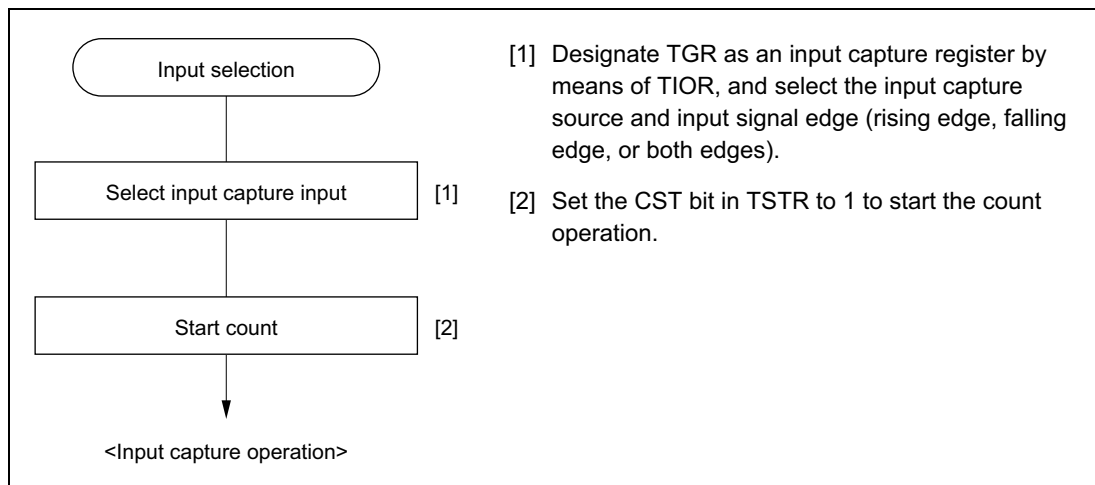 Input selection
Select input capture input
[1]
Start count
[2]
<Input capture operation>
[1] Designate TGR as an input capture register by
means of TIOR, and select the input capture
source and input signal edge (rising edge, falling
edge, or both edges).
[2] Set the CST bit in TSTR to 1 to start the count
operation.